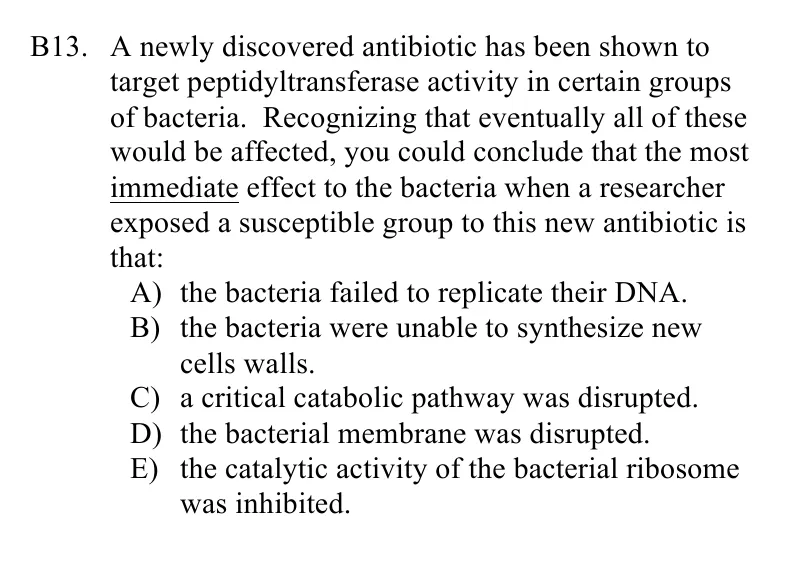 B13. A newly discovered antibiotic has been shown to
target peptidyltransferase activity in certain groups
of bacteria. Recognizing that eventually all of these
would be affected, you could conclude that the most
immediate effect to the bacteria when a researcher
exposed a susceptible group to this new antibiotic is
that:
A) the bacteria failed to replicate their DNA.
B) the bacteria were unable to synthesize new
cells walls.
C) a critical catabolic pathway was disrupted.
D) the bacterial membrane was disrupted.
E) the catalytic activity of the bacterial ribosome
was inhibited.